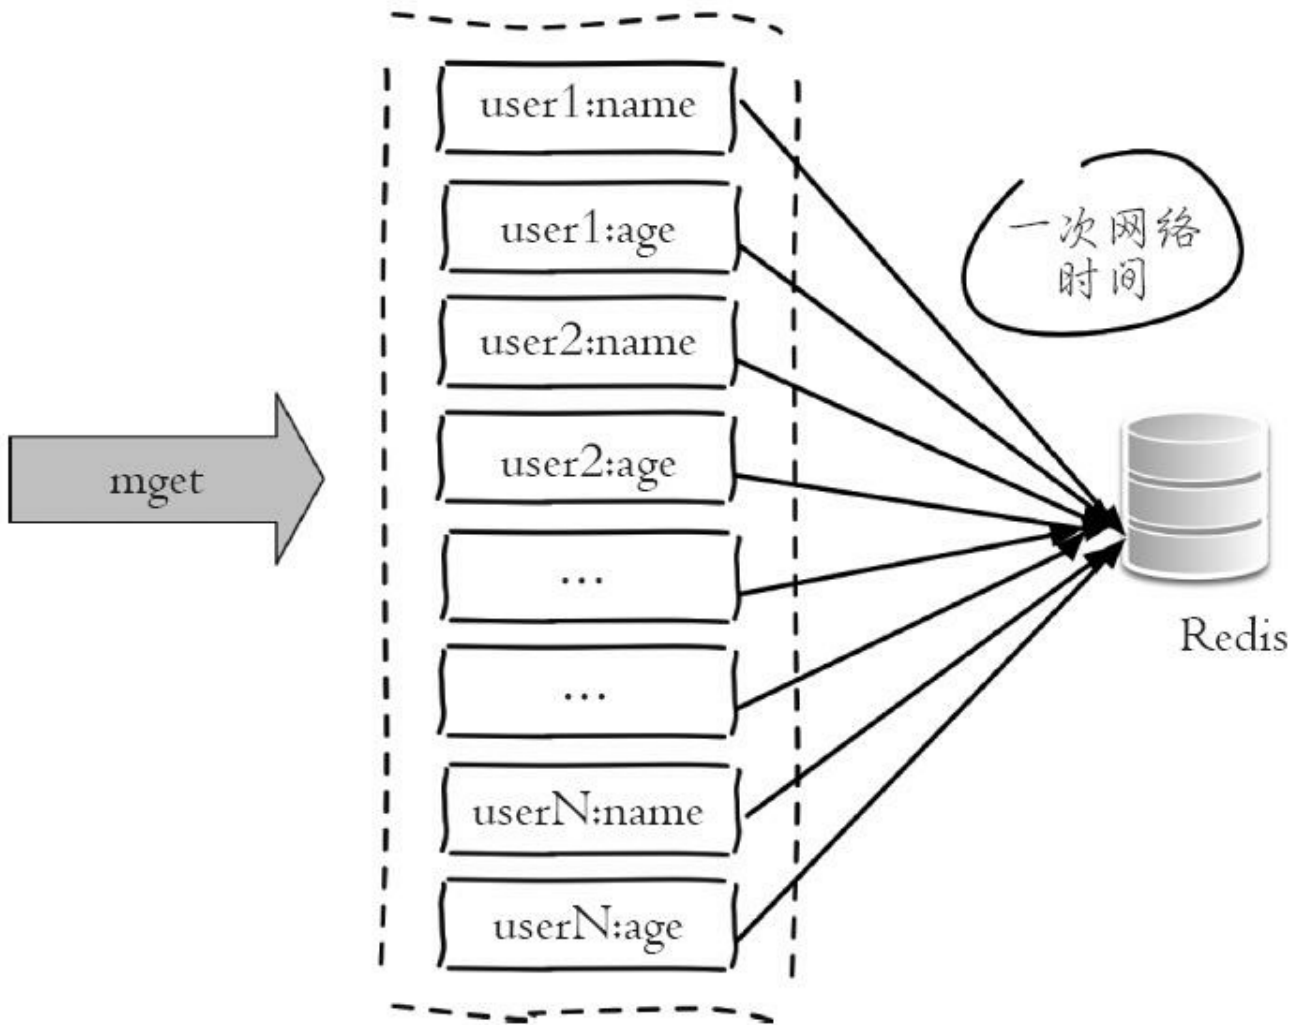 user1:name
user1:age
一次网络
时间
user2:name
mget
user2:age
...
Redis
...
userN:name
userN:age